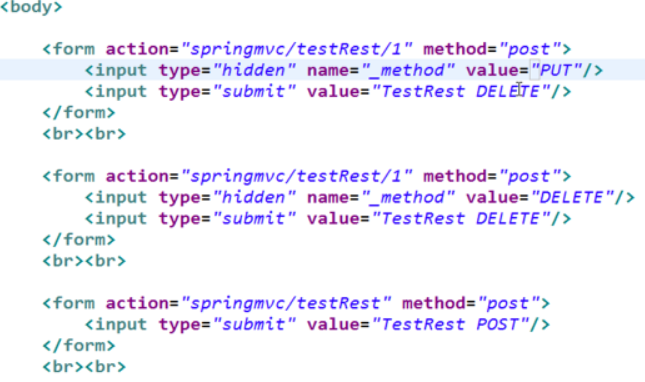 <body>
<form action="springmvc/testRest/1" method="post">
<input type="hidden" name="_method" value="PUT"/>
<input type="submit" value="TestRest DELETE"/>
</form>
<br><br>
<form action="springmvc/testRest/1" method="post">
<input type="hidden" name="_method" value="DELETE"/>
<input type="submit" value="TestRest DELETE"/>
</form>
<br><br>
<form action="springmvc/testRest" method="post">
<input type="submit" value="TestRest POST"/>
</form>
<br><br>